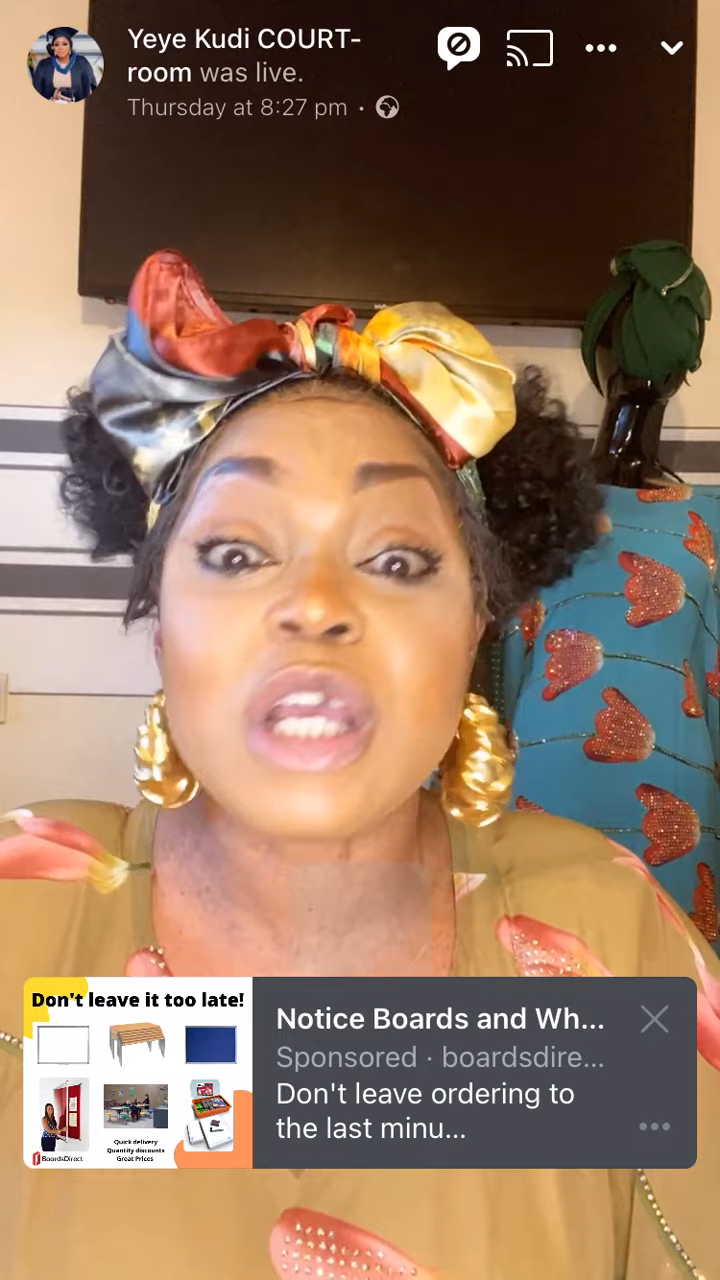 Yeye Kudi COURT-
room was live.
Thursday at 8:27 pm ·
Don't leave it too late!
Quick delivery
Quantity discounts
Great Prices
BoardsDirect
Notice Boards and Wh...
Sponsored · boardsdire...
Don't leave ordering to
the last minu...